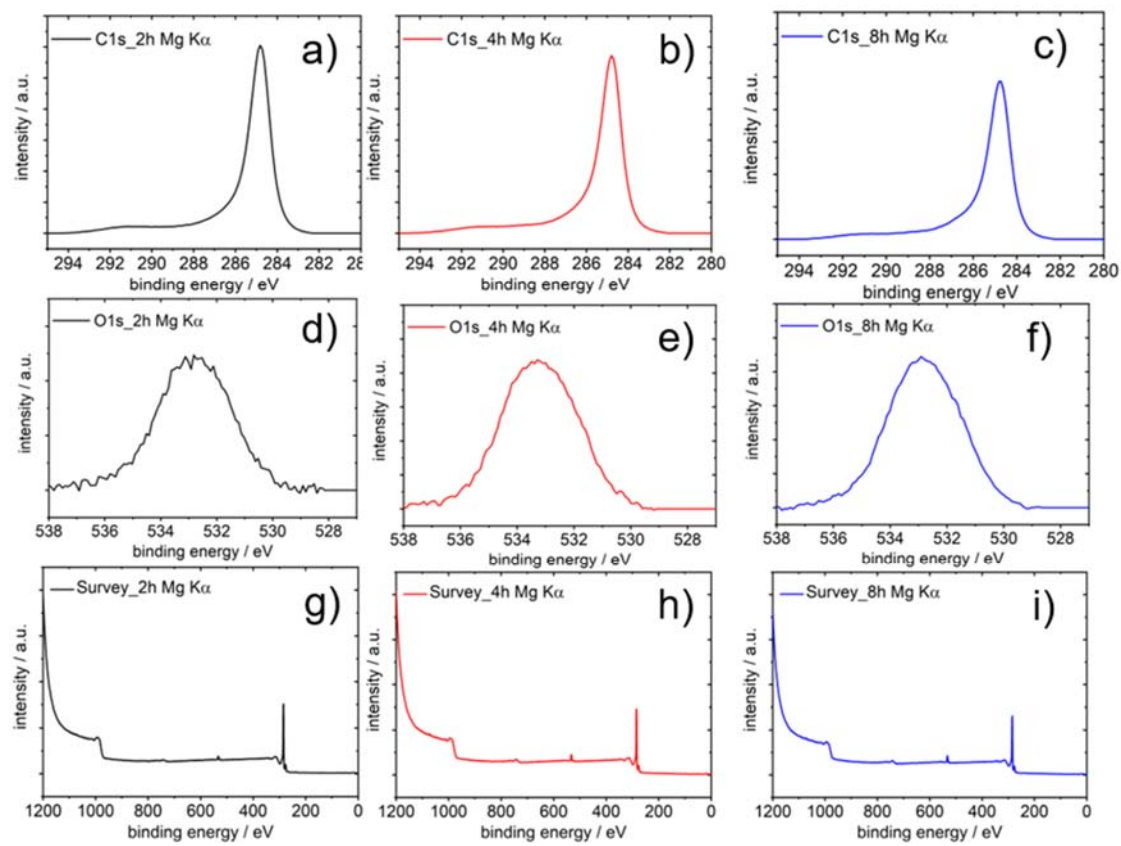 C1s_2h Mg Kα
a)
intensity / a.u.
294 292 290 288 286 284 282 28
binding energy / eV
C1s_4h Mg Kα
b)
intensity / a.u.
294 292 290 288 286 284 282 280
binding energy / eV
C1s_8h Mg Kα
c)
intensity / a.u.
294 292 290 288 286 284 282 280
binding energy / eV
O1s_2h Mg Kα
d)
intensity / a.u.
538 536 534 532 530 528
binding energy / eV
O1s_4h Mg Kα
e)
intensity / a.u.
538 536 534 532 530 528
binding energy / eV
O1s_8h Mg Kα
f)
intensity / a.u.
538 536 534 532 530 528
binding energy / eV
Survey_2h Mg Kα
g)
intensity / a.u.
1200 1000 800 600 400 200 0
binding energy / eV
Survey_4h Mg Kα
h)
intensity / a.u.
1200 1000 800 600 400 200 0
binding energy / eV
Survey_8h Mg Kα
i)
intensity / a.u.
1200 1000 800 600 400 200 0
binding energy / eV